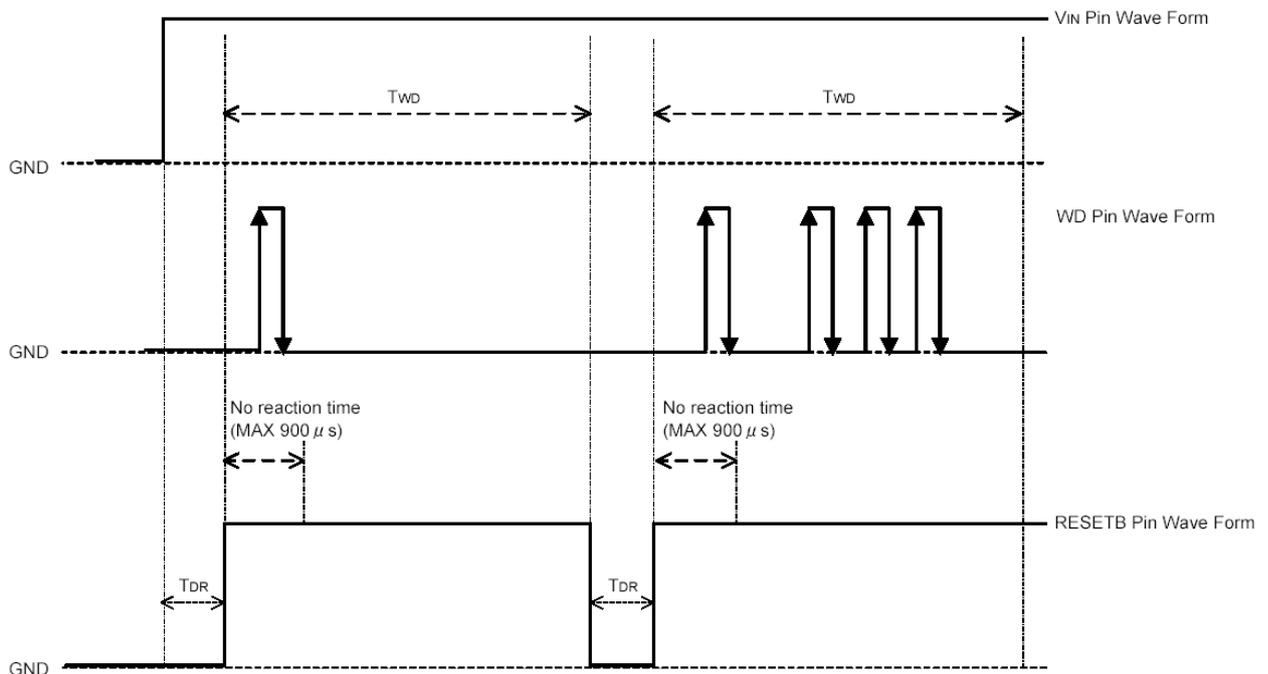 VIN Pin Wave Form
TWD
TWD
GND
WD Pin Wave Form
GND
No reaction time
(MAX 900 μ s)
No reaction time
(MAX 900 μ s)
RESETB Pin Wave Form
TDR
TDR
GND